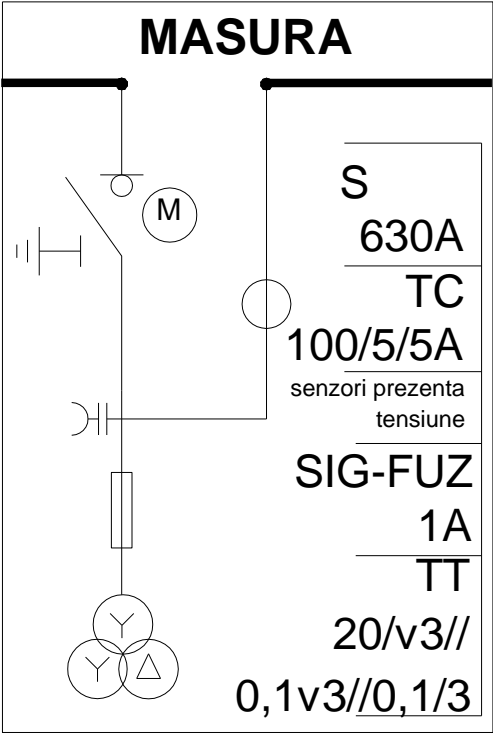 MASURA
M
S
630A
TC
100/5/5A
senzori prezenta
tensiune
SIG-FUZ
1A
TT
20/v3//
0,1v3//0,1/3
Y
Y Δ